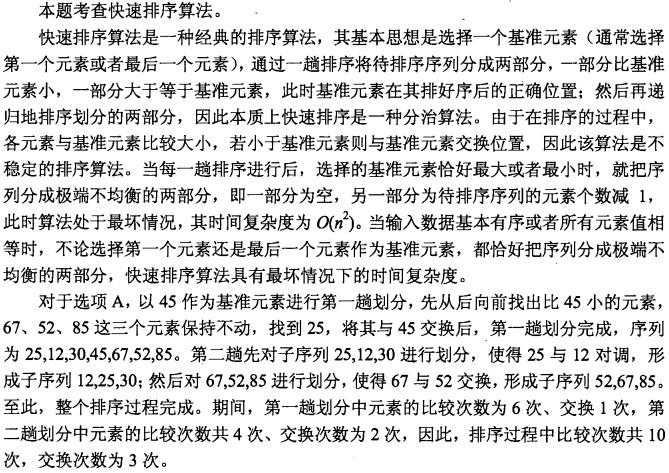 本题考查快速排序算法。
快速排序算法是一种经典的排序算法，其基本思想是选择一个基准元素（通常选择
第一个元素或者最后一个元素），通过一趟排序将待排序序列分成两部分，一部分比基准
元素小，一部分大于等于基准元素，此时基准元素在其排好序后的正确位置；然后再递
归地排序划分的两部分，因此本质上快速排序是一种分治算法。由于在排序的过程中，
各元素与基准元素比较大小，若小于基准元素则与基准元素交换位置，因此该算法是不
稳定的排序算法。当每一趟排序进行后，选择的基准元素恰好最大或者最小时，就把序
列分成极端不均衡的两部分，即一部分为空，另一部分为待排序序列的元素个数减 1，
此时算法处于最坏情况，其时间复杂度为 O(n²)。当输入数据基本有序或者所有元素值相
等时，不论选择第一个元素还是最后一个元素作为基准元素，都恰好把序列分成极端不
均衡的两部分，快速排序算法具有最坏情况下的时间复杂度。
对于选项 A，以 45 作为基准元素进行第一趟划分，先从后向前找出比 45 小的元素，
67、52、85 这三个元素保持不动，找到 25，将其与 45 交换后，第一趟划分完成，序列
为 25,12,30,45,67,52,85。第二趟先对子序列 25,12,30 进行划分，使得 25 与 12 对调，形
成子序列 12,25,30；然后对 67,52,85 进行划分，使得 67 与 52 交换，形成子序列 52,67,85。
至此，整个排序过程完成。期间，第一趟划分中元素的比较次数为 6 次、交换 1 次，第
二趟划分中元素的比较次数共 4 次、交换次数为 2 次，因此，排序过程中比较次数共 10
次，交换次数为 3 次。